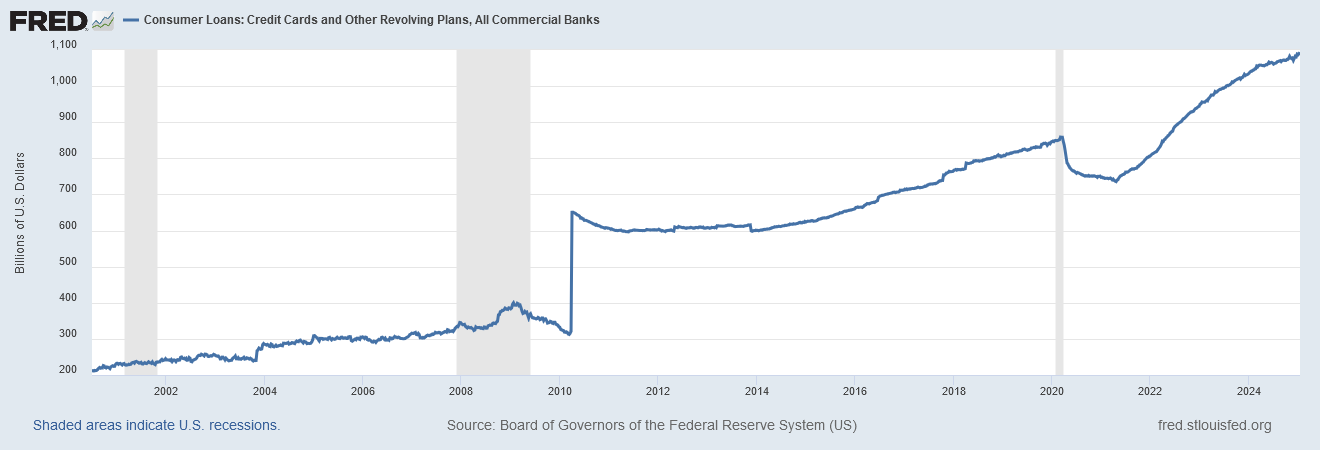 FRED
Consumer Loans: Credit Cards and Other Revolving Plans, All Commercial Banks
1,100
1,000
900
800
700
600
500
400
300
200
Billions of U.S. Dollars
2002 2004 2006 2008 2010 2012 2014 2016 2018 2020 2022 2024
Shaded areas indicate U.S. recessions. Source: Board of Governors of the Federal Reserve System (US) fred.stlouisfed.org